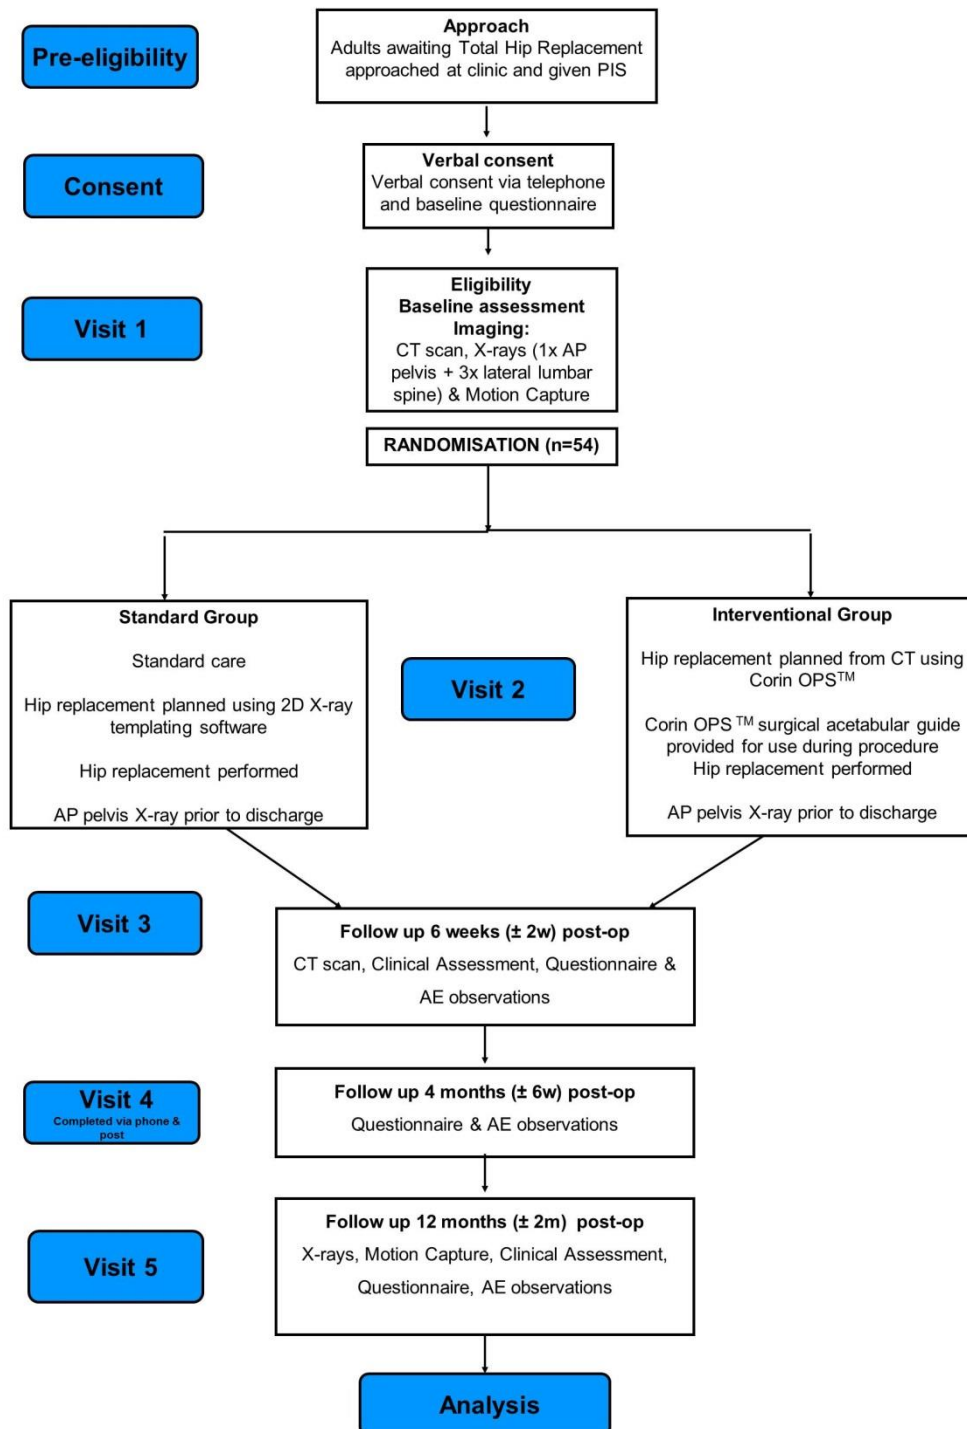 Pre-eligibility
Approach
Adults awaiting Total Hip Replacement
approached at clinic and given PIS
Consent
Verbal consent
Verbal consent via telephone
and baseline questionnaire
Visit 1
Eligibility
Baseline assessment
Imaging:
CT scan, X-rays (1x AP
pelvis + 3x lateral lumbar
spine) & Motion Capture
RANDOMISATION (n=54)
Standard Group
Standard care
Hip replacement planned using 2D X-ray
templating software
Hip replacement performed
AP pelvis X-ray prior to discharge
Visit 2
Interventional Group
Hip replacement planned from CT using
Corin OPS™
Corin OPS ™ surgical acetabular guide
provided for use during procedure
Hip replacement performed
AP pelvis X-ray prior to discharge
Visit 3
Follow up 6 weeks (± 2w) post-op
CT scan, Clinical Assessment, Questionnaire &
AE observations
Visit 4
Completed via phone &
post
Follow up 4 months (± 6w) post-op
Questionnaire & AE observations
Visit 5
Follow up 12 months (± 2m) post-op
X-rays, Motion Capture, Clinical Assessment,
Questionnaire, AE observations
Analysis